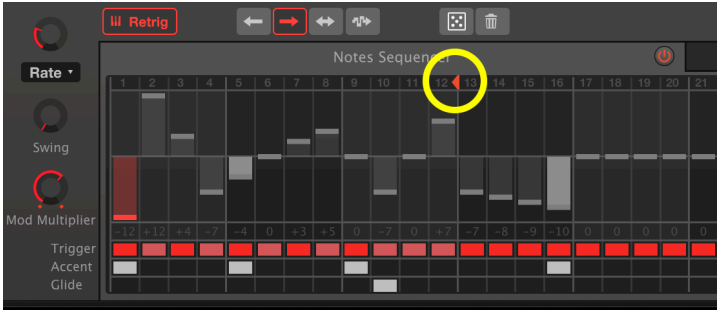 Retrig
Notes Sequencer
Rate
1 2 3 4 5 6 7 8 9 10 11 12 13 14 15 16 17 18 19 20 21
Swing
Mod Multiplier
-12 +12 +4 -7 -4 0 +3 +5 0 -7 0 +7 -7 -8 -9 -10 0 0 0 0 0
Trigger
Accent
Glide